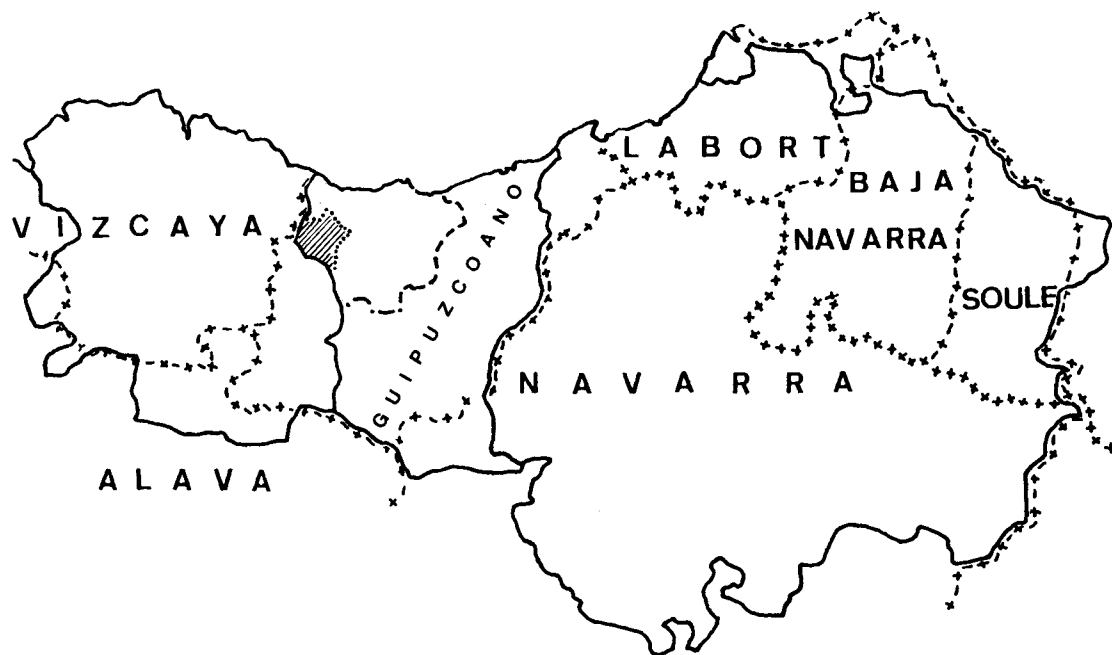 LABORT
BAJA
VIZCAYA
NAVARRA
GUIPUZCOANO
SOULE
NAVARRA
ALAVA